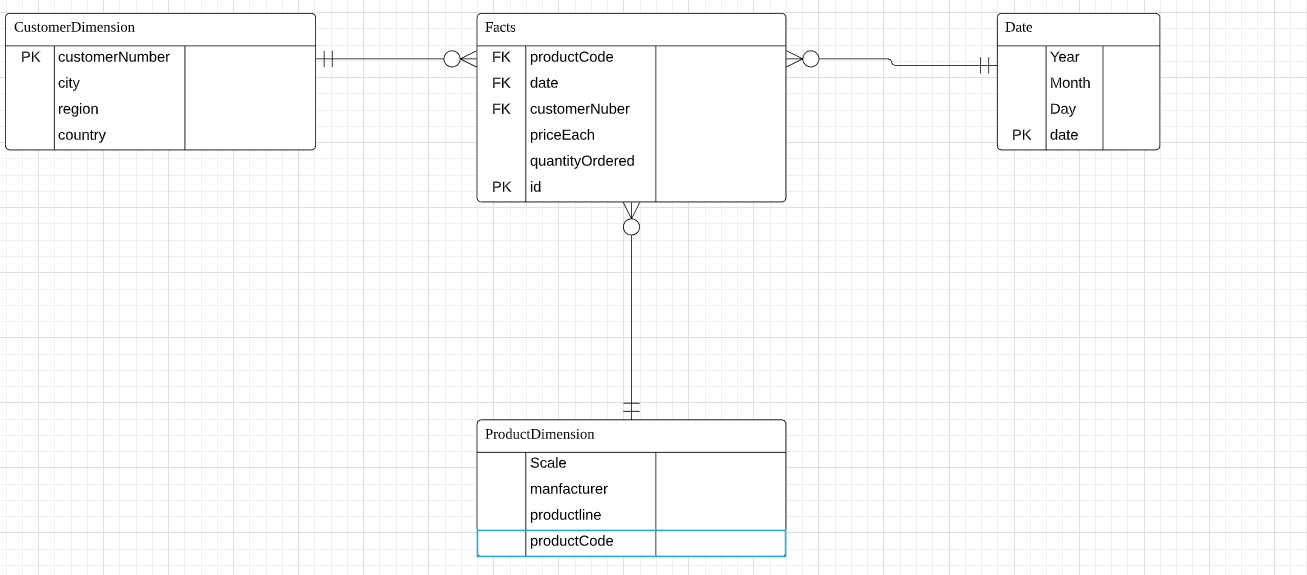 CustomerDimension
PK customerNumber
city
region
country
Facts
FK productCode
FK date
FK customerNuber
priceEach
quantityOrdered
PK id
Date
Year
Month
Day
PK date
ProductDimension
Scale
manfacturer
productline
productCode